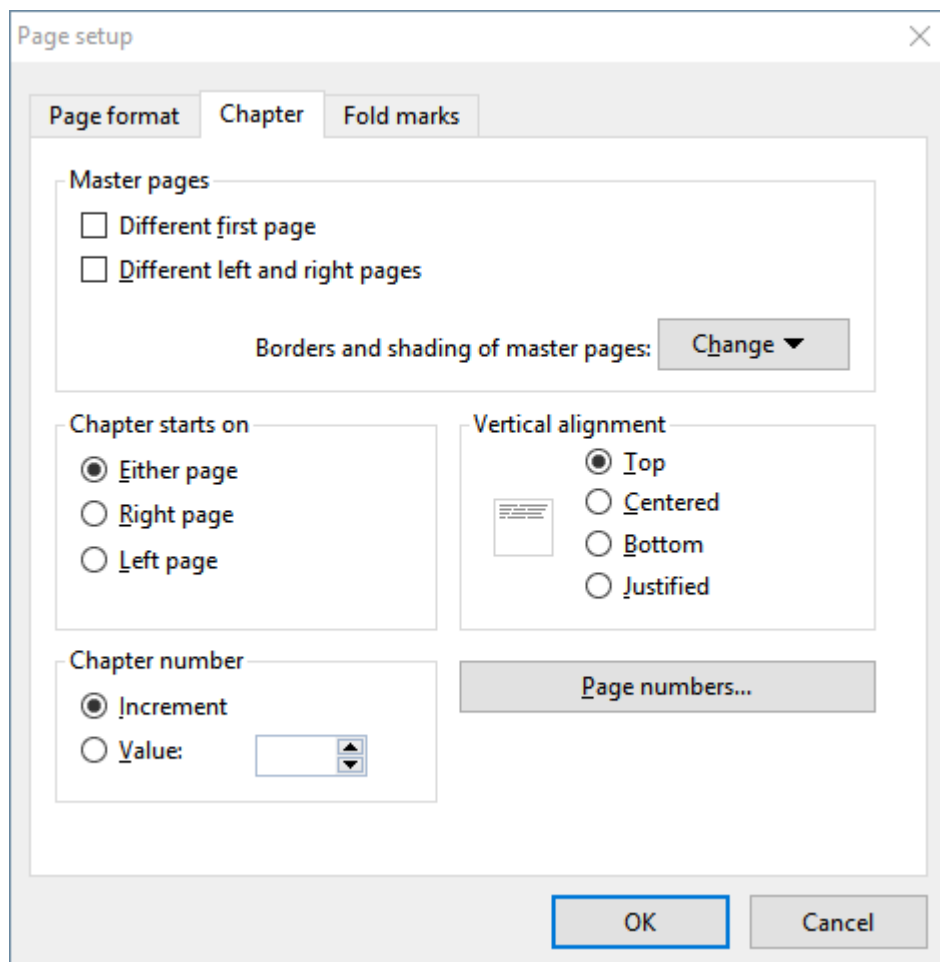 Page setup
Page format Chapter Fold marks
Master pages
Different first page
Different left and right pages
Borders and shading of master pages: Change
Chapter starts on
Either page
Right page
Left page
Vertical alignment
Top
Centered
Bottom
Justified
Chapter number
Increment
Value:
Page numbers...
OK Cancel